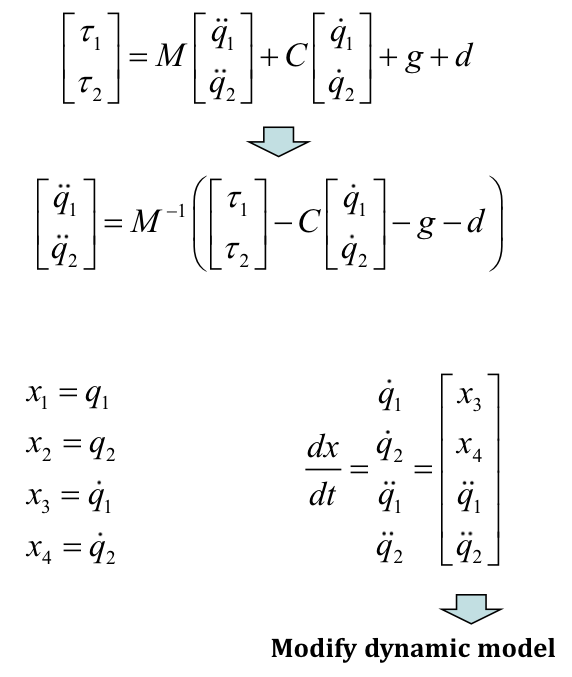 [τ₁ τ₂] = M [q̈₁ q̈₂] + C [q̇₁ q̇₂] + g + d
[q̈₁ q̈₂] = M⁻¹ ([τ₁ τ₂] − C [q̇₁ q̇₂] − g − d)
x₁ = q₁
x₂ = q₂
x₃ = q̇₁
x₄ = q̇₂
dx/dt = q̇₁ q̇₂ q̈₁ q̈₂ = [x₃ x₄ q̈₁ q̈₂]
Modify dynamic model